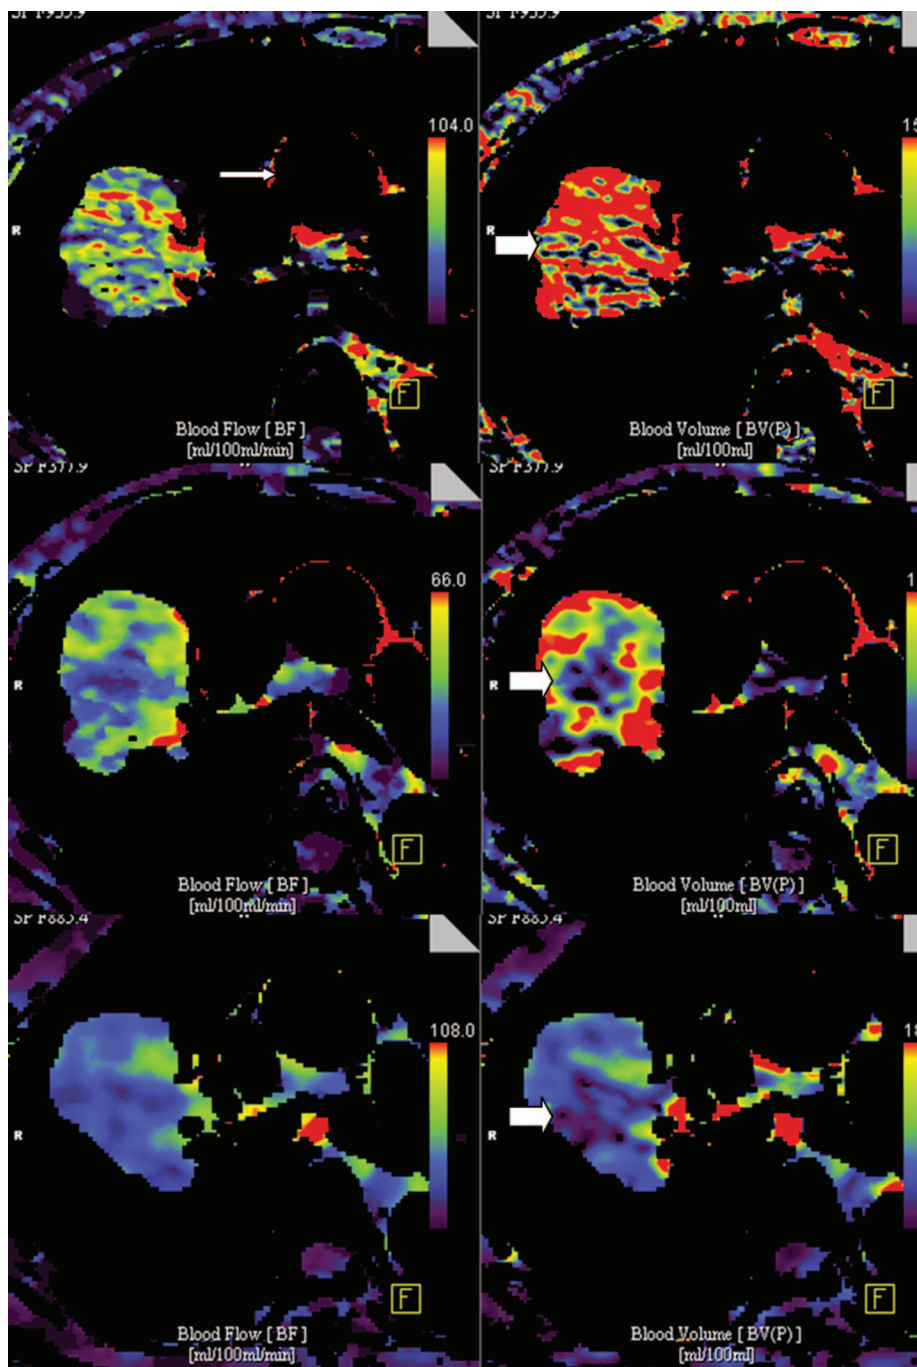 104.0
R
R
F
F
Blood Flow [ BF ]
[ml/100ml/min]
Blood Volume [ BV(P) ]
[ml/100ml]
66.0
R
R
F
F
Blood Flow [ BF ]
[ml/100ml/min]
Blood Volume [ BV(P) ]
[ml/100ml]
108.0
R
R
F
F
Blood Flow [ BF ]
[ml/100ml/min]
Blood Volume [ BV(P) ]
[ml/100ml]